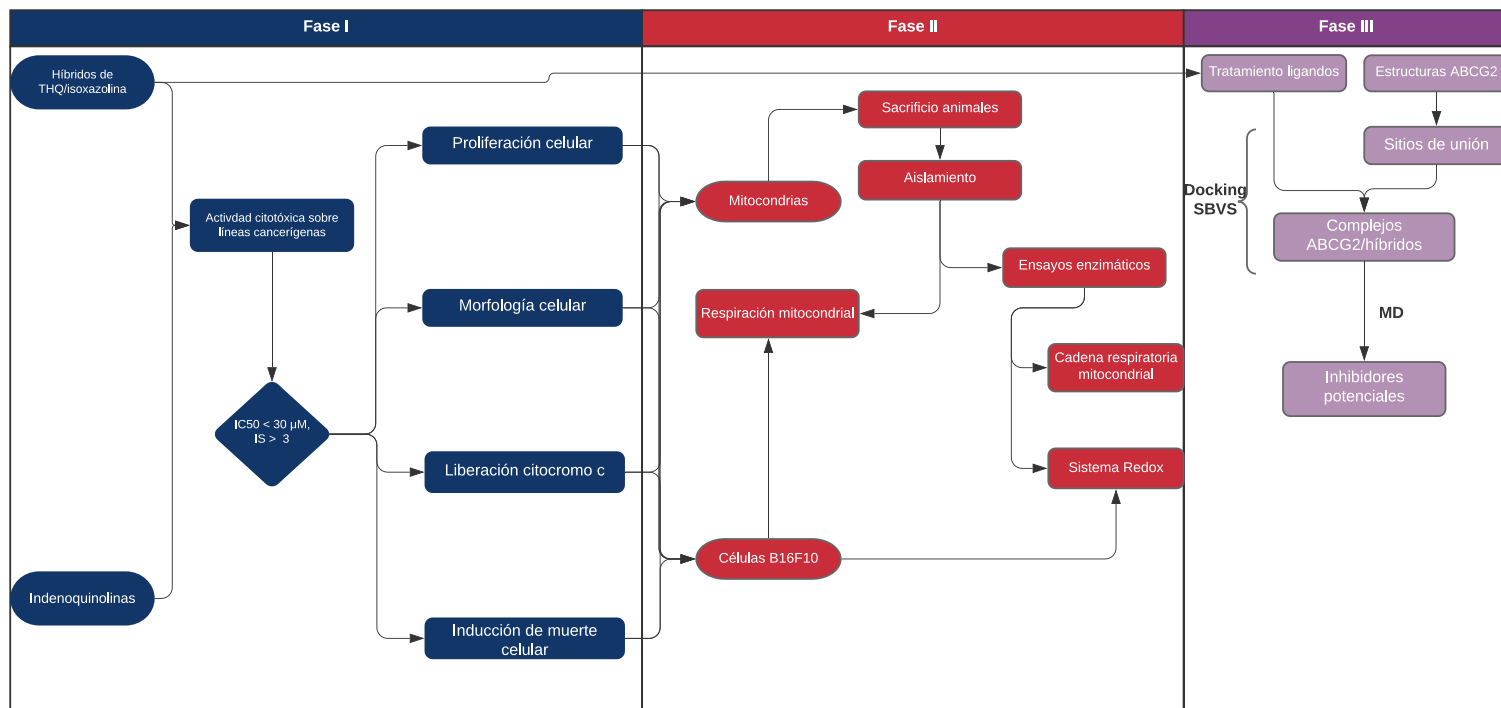 Fase I
Fase II
Fase III
Híbridos de
THQ/isoxazolina
Activdad citotóxica sobre
líneas cancerígenas
IC50 < 30 μM,
IS > 3
Indenoquinolinas
Proliferación celular
Morfología celular
Liberación citocromo c
Inducción de muerte
celular
Sacrificio animales
Aislamiento
Mitocondrias
Ensayos enzimáticos
Respiración mitocondrial
Cadena respiratoria
mitocondrial
Sistema Redox
Células B16F10
Tratamiento ligandos
Estructuras ABCG2
Sitios de unión
Docking
SBVS
Complejos
ABCG2/híbridos
MD
Inhibidores
potenciales